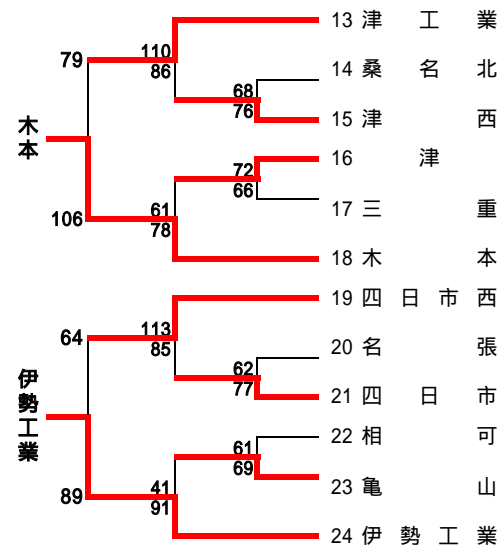 13 津工業
110
79
86
14 桑名北
68
76
15 津西
木本
16 津
72
66
17 三重
61
106
78
18 木本
19 四日市西
113
64
85
20 名張
62
77
21 四日市
伊勢工業
22 相可
61
69
23 亀山
41
89
91
24 伊勢工業